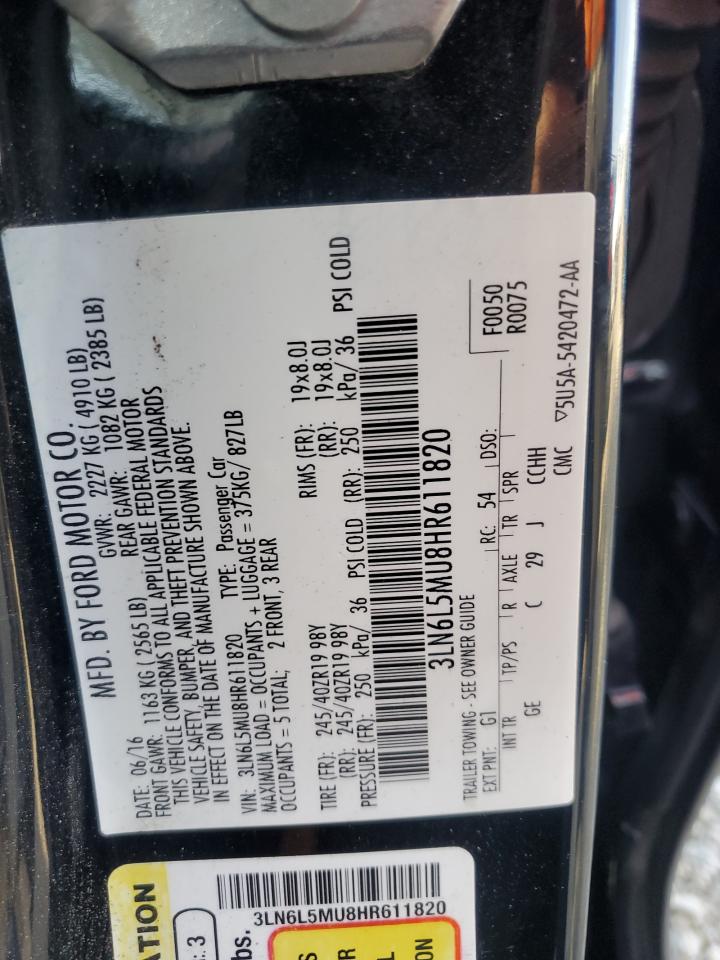 MFD. BY FORD MOTOR CO.
DATE: 06/16 GVWR: 2227 KG ( 4910 LB)
FRONT GAWR: 1163 KG ( 2565 LB) REAR GAWR: 1082 KG ( 2385 LB)
THIS VEHICLE CONFORMS TO ALL APPLICABLE FEDERAL MOTOR
VEHICLE SAFETY, BUMPER, AND THEFT PREVENTION STANDARDS
IN EFFECT ON THE DATE OF MANUFACTURE SHOWN ABOVE.
VIN: 3LN6L5MU8HR611820 TYPE: Passenger Car
MAXIMUM LOAD = OCCUPANTS + LUGGAGE = 375KG/ 827LB
OCCUPANTS = 5 TOTAL; 2 FRONT, 3 REAR
TIRE (FR): 245/40ZR19 98Y RIMS (FR): 19x8.0J
(RR): 245/40ZR19 98Y (RR): 19x8.0J
PRESSURE (FR): 250 kPa/ 36 PSI COLD (RR): 250 kPa/ 36 PSI COLD
3LN6L5MU8HR611820
TRAILER TOWING - SEE OWNER GUIDE
F0050
EXT PNT: G1 RC: 54 DSO: R0075
INT TR TP/PS R AXLE TR SPR
GE C 29 J CCHH
CMC ▽5U5A-5420472-AA
ATION
: 3
bs.
3LN6L5MU8HR611820
S
R
L
ON